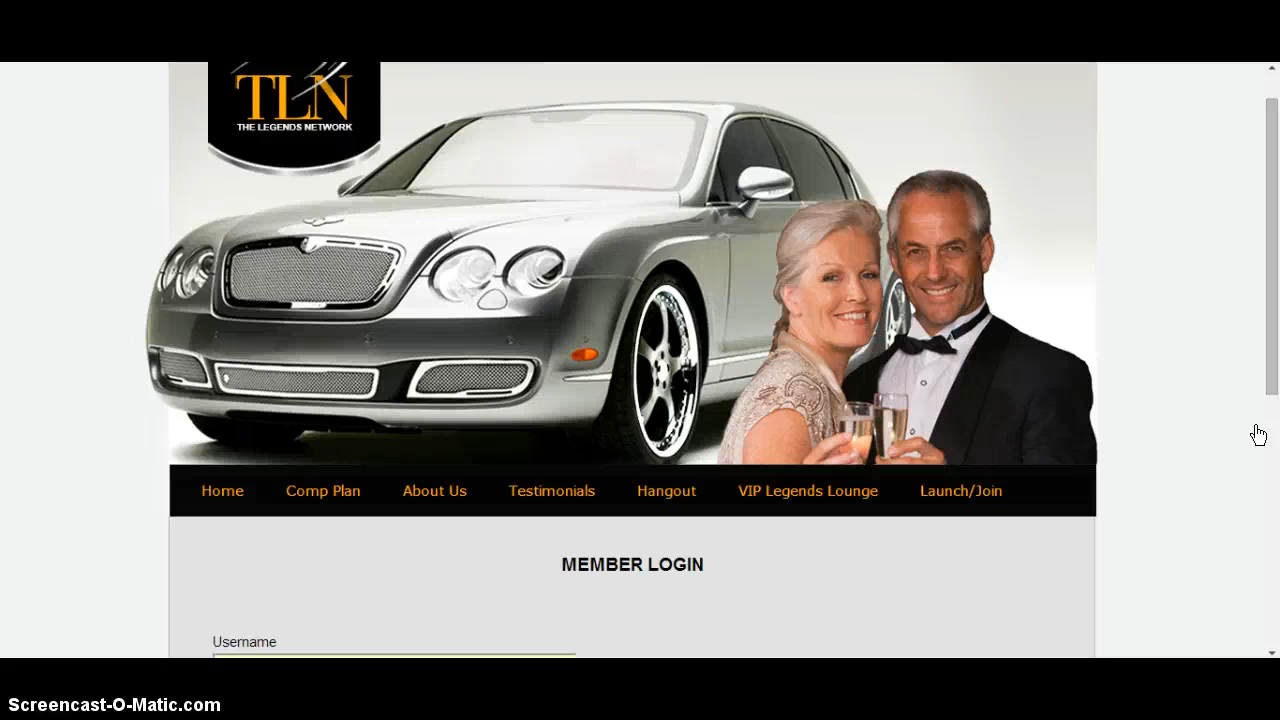 TLN
THE LEGENDS NETWORK
Home Comp Plan About Us Testimonials Hangout VIP Legends Lounge Launch/Join
MEMBER LOGIN
Username
Screencast-O-Matic.com